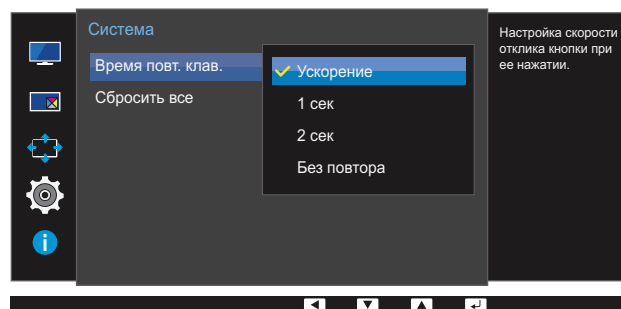 Система
Время повт. клав.
Сбросить все
Ускорение
1 сек
2 сек
Без повтора
Настройка скорости
отклика кнопки при
ее нажатии.